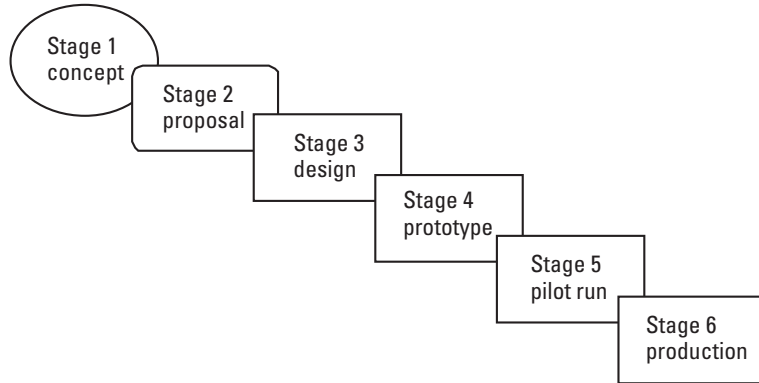 Stage 1
concept
Stage 2
proposal
Stage 3
design
Stage 4
prototype
Stage 5
pilot run
Stage 6
production